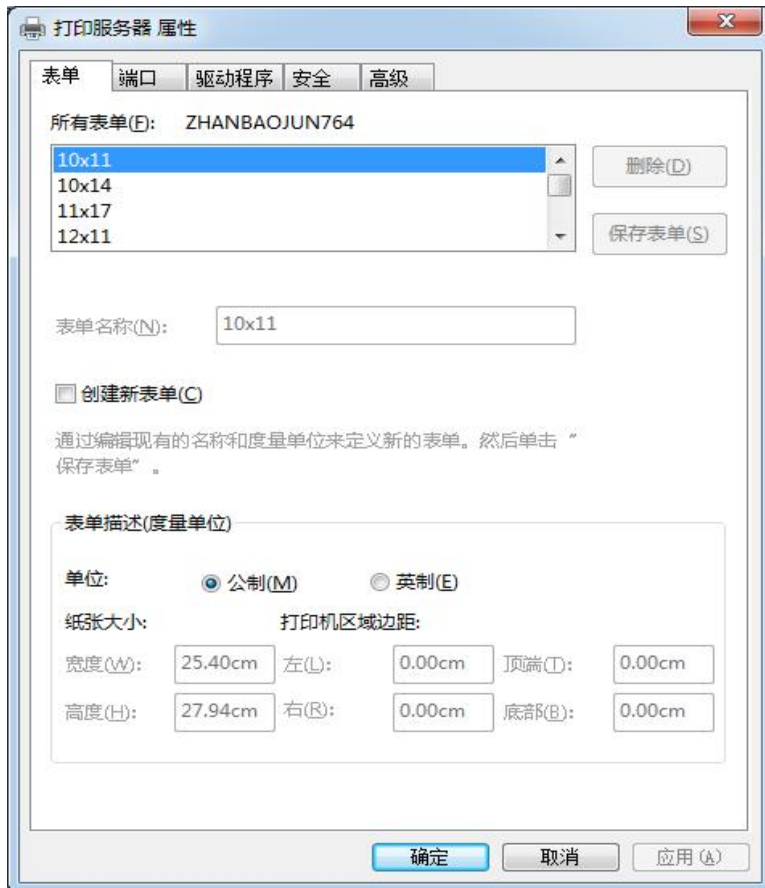 打印服务器 属性
表单 端口 驱动程序 安全 高级
所有表单(F): ZHANBAOJUN764
10x11
10x14
11x17
12x11
删除(D)
保存表单(S)
表单名称(N): 10x11
创建新表单(C)
通过编辑现有的名称和度量单位来定义新的表单。然后单击“
保存表单”。
表单描述(度量单位)
单位: 公制(M) 英制(E)
纸张大小: 打印机区域边距:
宽度(W): 25.40cm 左(L): 0.00cm 顶端(T): 0.00cm
高度(H): 27.94cm 右(R): 0.00cm 底部(B): 0.00cm
确定 取消 应用(A)